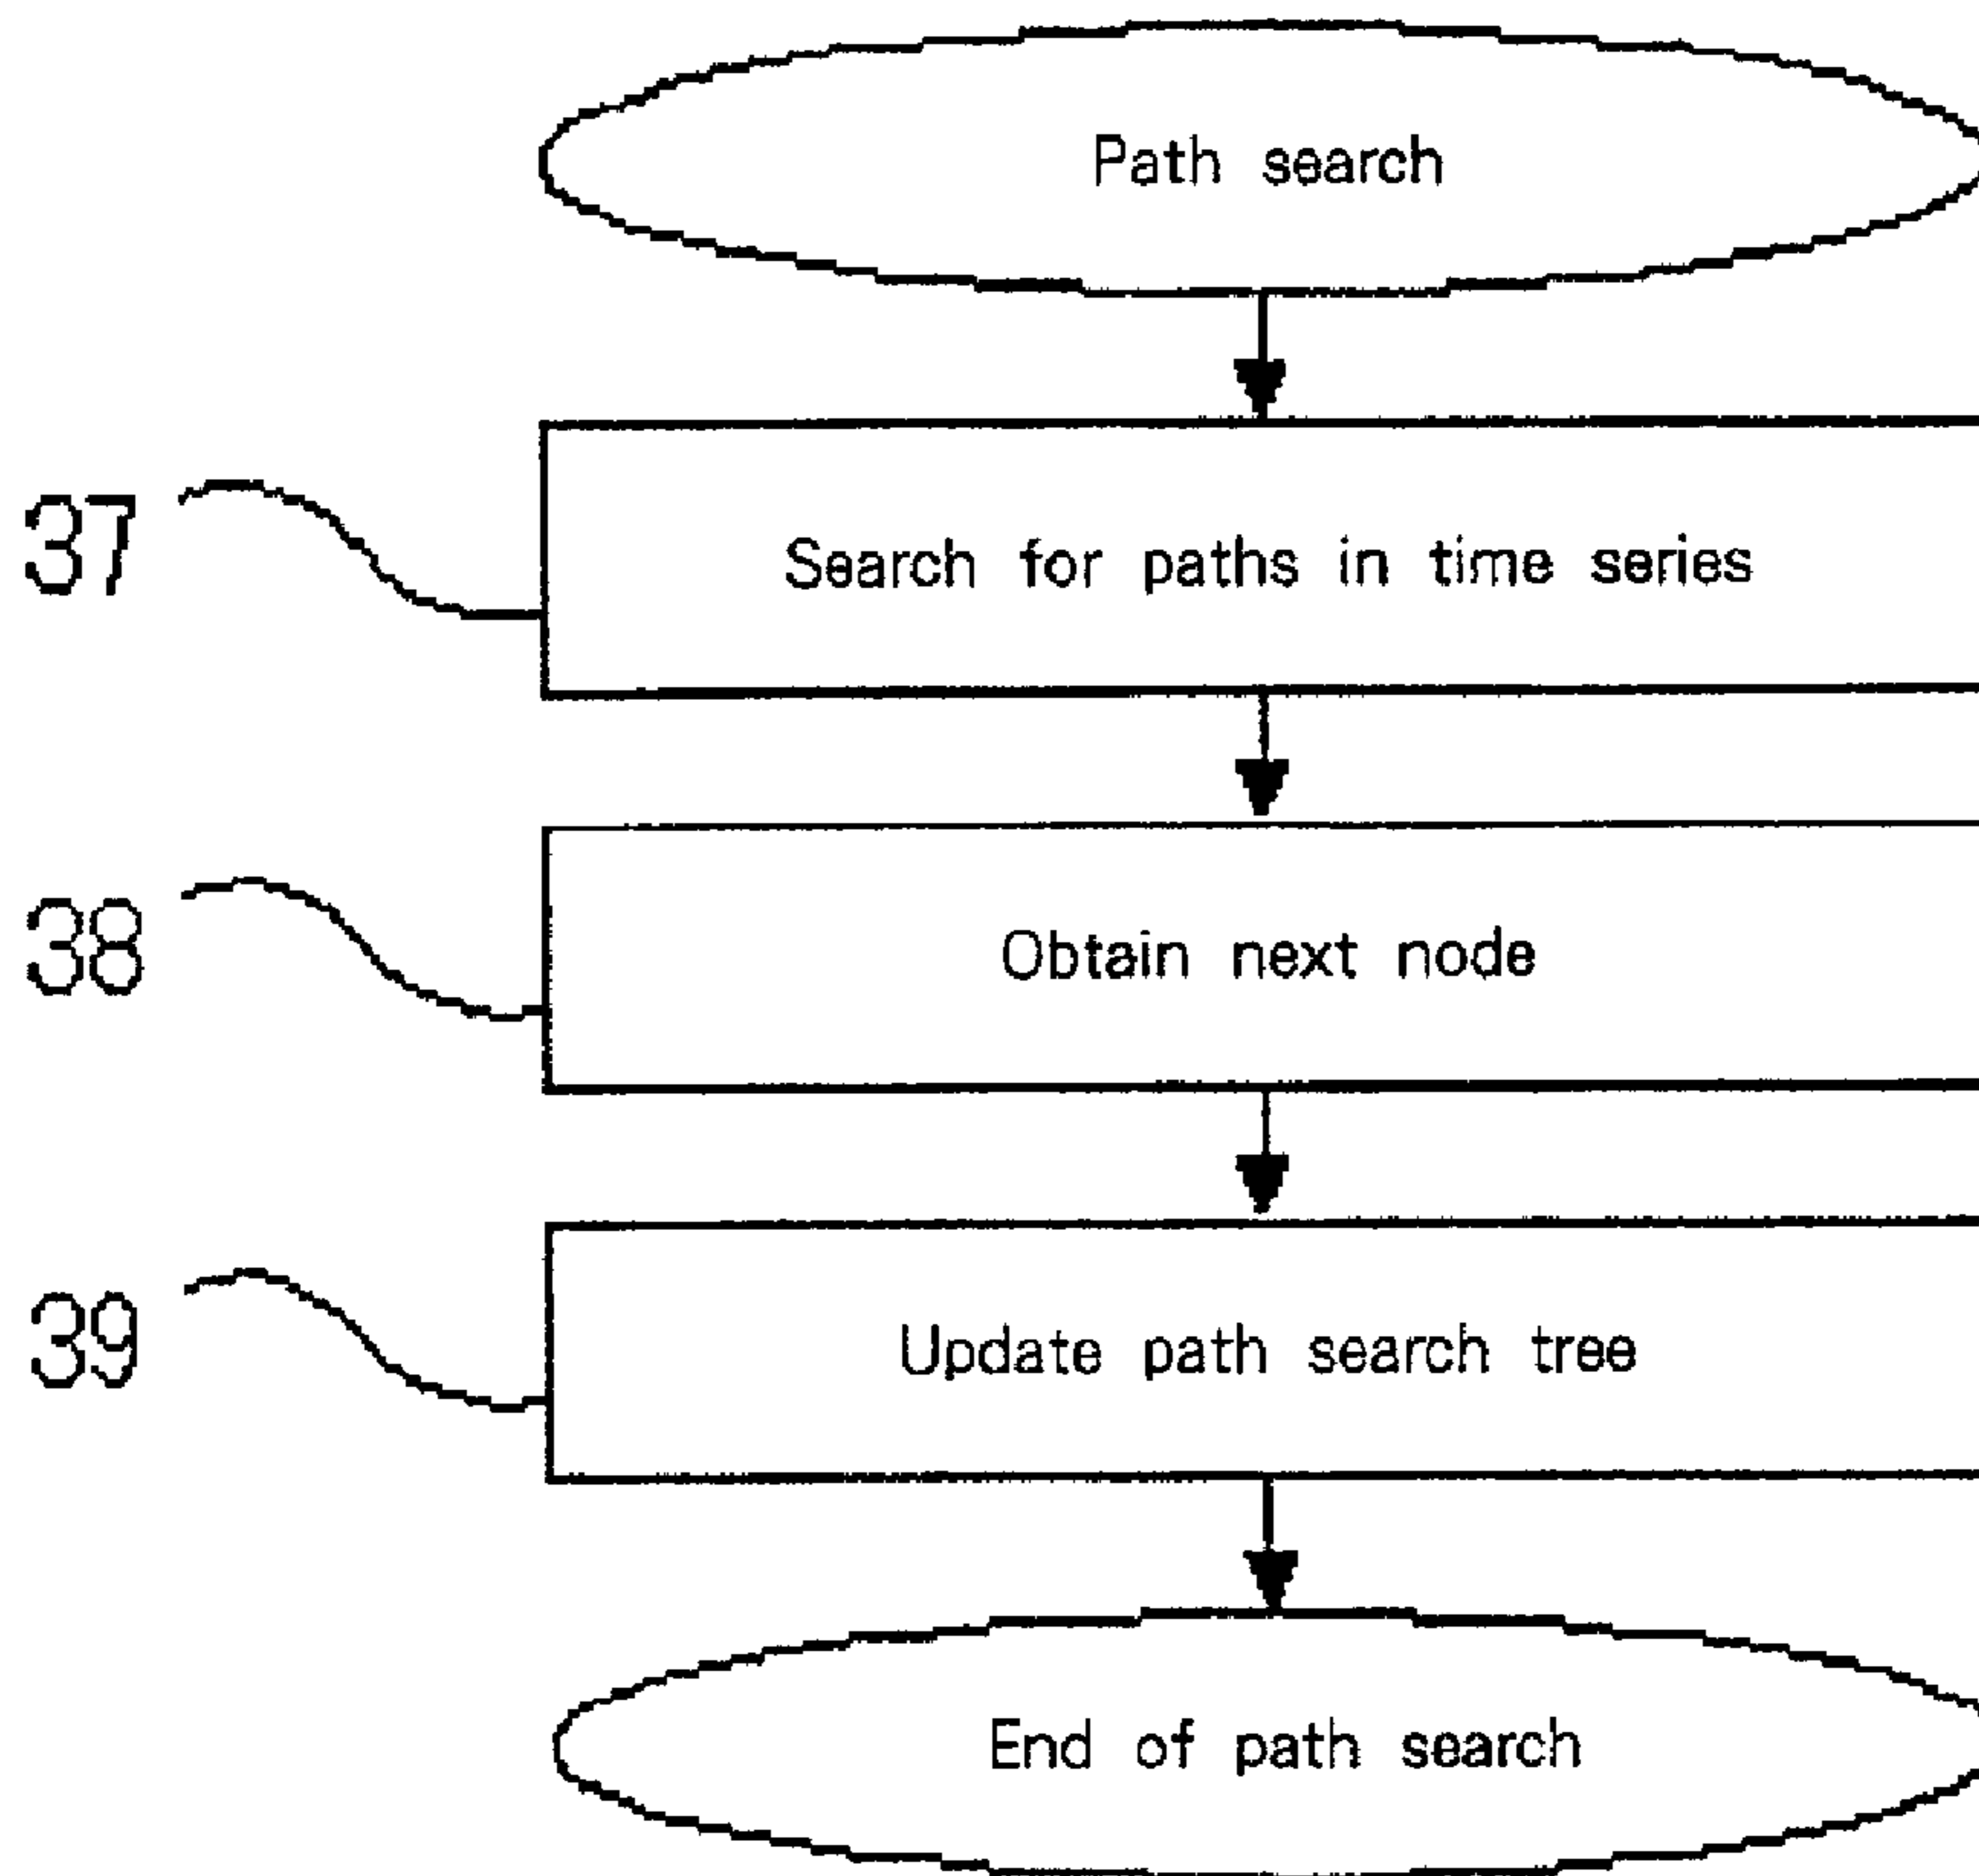 Path search
37
Search for paths in time series
38
Obtain next node
39
Update path search tree
End of path search